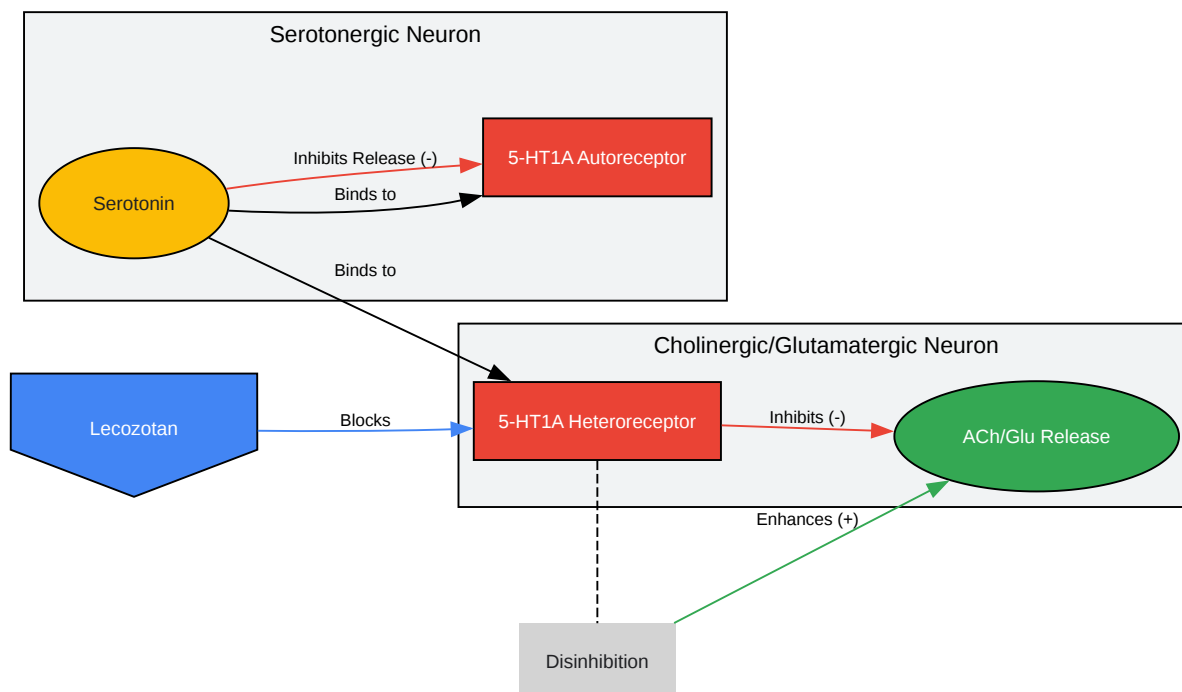 Serotonergic Neuron
Inhibits Release (-)
5-HT1A Autoreceptor
Binds to
Serotonin
Binds to
Cholinergic/Glutamatergic Neuron
Lecozotan
Blocks
5-HT1A Heteroreceptor
Inhibits (-)
ACh/Glu Release
Enhances (+)
Disinhibition